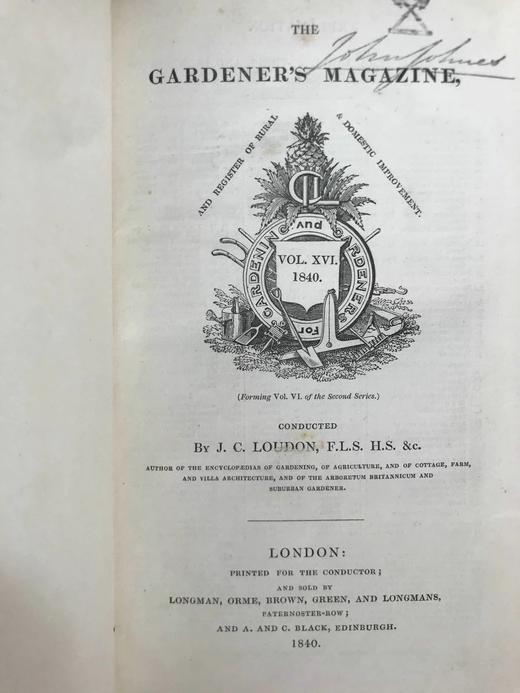 THE
John Johnes
GARDENER'S MAGAZINE,
AND REGISTER OF RURAL
& DOMESTIC IMPROVEMENT.
CL
GARDENING and GARDENERS For
VOL. XVI.
1840.
(Forming Vol. VI. of the Second Series.)
CONDUCTED
BY J. C. LOUDON, F.L.S. H.S. &c.
AUTHOR OF THE ENCYCLOPÆDIAS OF GARDENING, OF AGRICULTURE, AND OF COTTAGE, FARM,
AND VILLA ARCHITECTURE, AND OF THE ARBORETUM BRITANNICUM AND
SUBURBAN GARDENER.
LONDON:
PRINTED FOR THE CONDUCTOR;
AND SOLD BY
LONGMAN, ORME, BROWN, GREEN, AND LONGMANS,
PATERNOSTER-ROW;
AND A. AND C. BLACK, EDINBURGH.
1840.